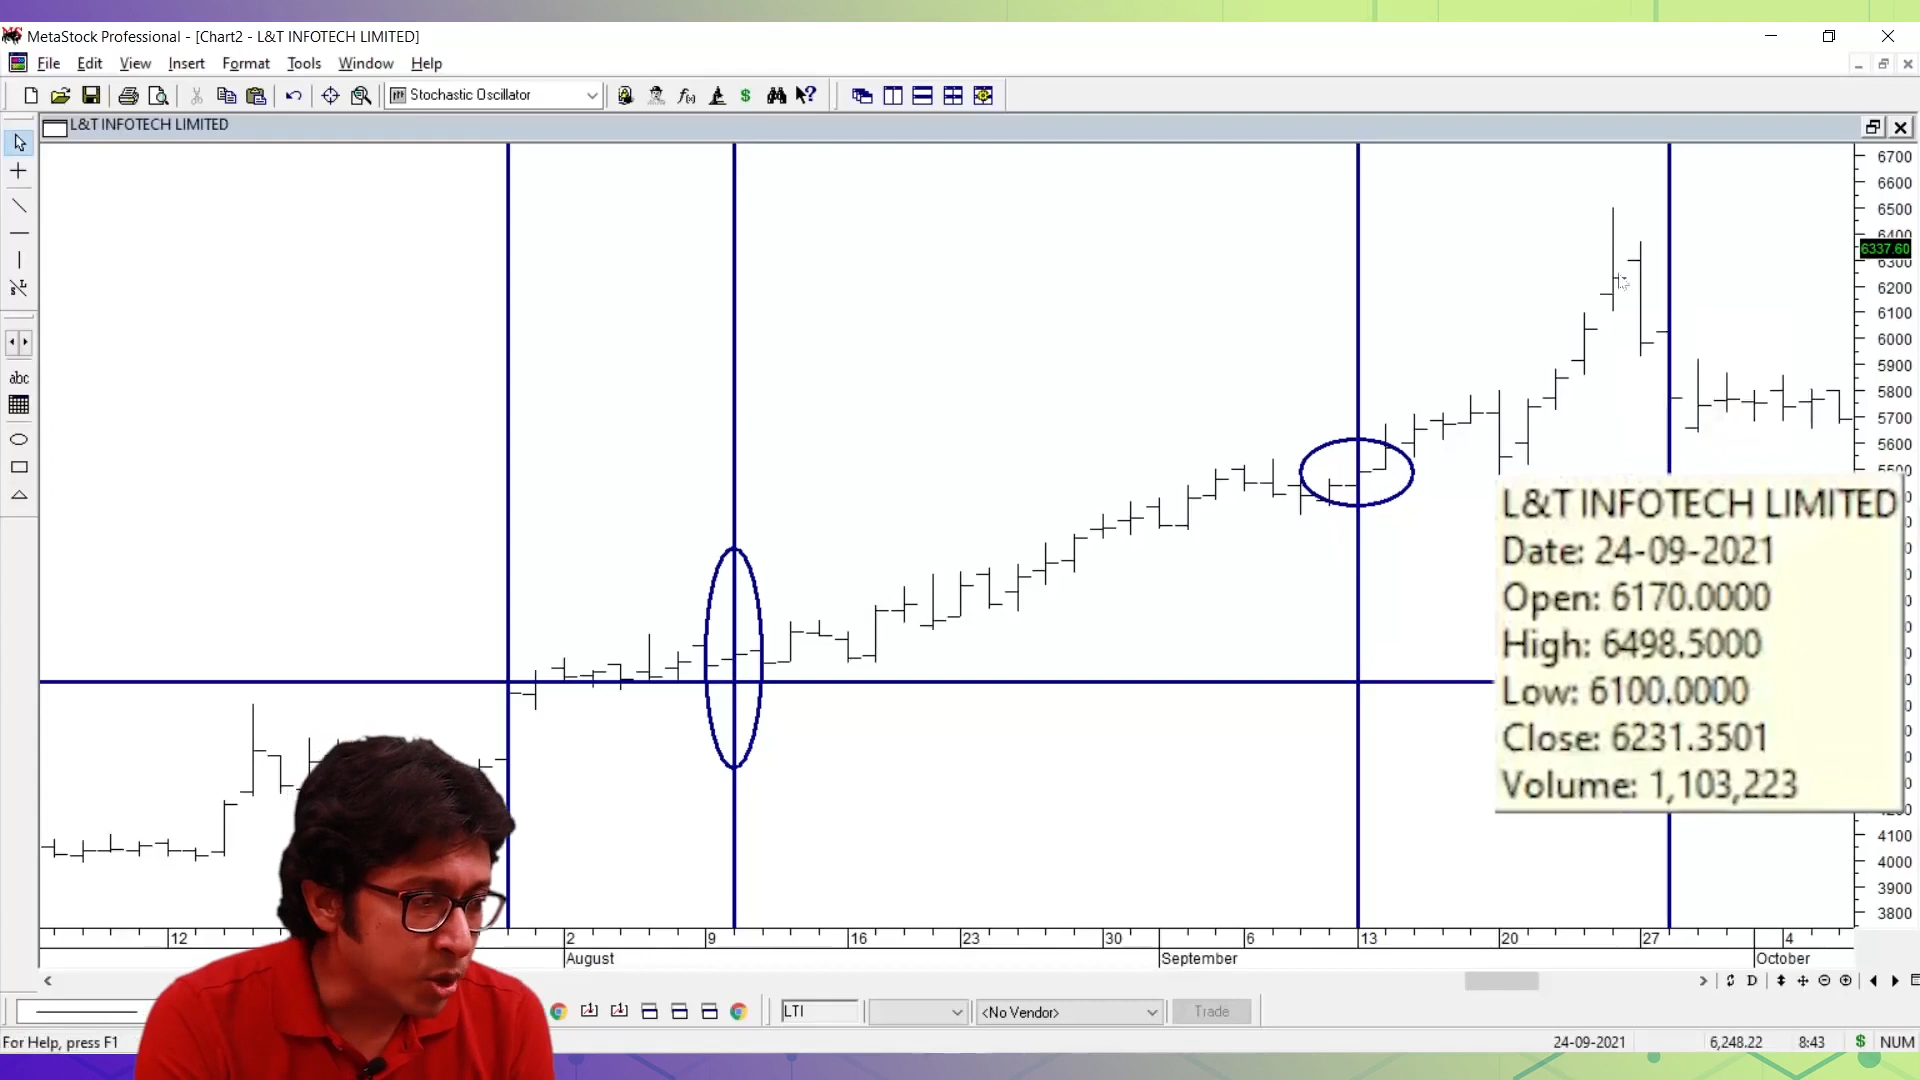 MetaStock Professional - [Chart2 - L&T INFOTECH LIMITED]
File Edit View Insert Format Tools Window Help
Stochastic Oscillator
L&T INFOTECH LIMITED
6700
6600
6500
6400
6337.60
6300
6200
6100
6000
5900
5800
5700
5600
5500
L&T INFOTECH LIMITED
Date: 24-09-2021
Open: 6170.0000
High: 6498.5000
Low: 6100.0000
Close: 6231.3501
Volume: 1,103,223
4100
4000
3900
3800
abc
12 2 9 16 23 30 6 13 20 27 4
August September October
D
LTI <No Vendor> Trade
For Help, press F1 24-09-2021 6,248.22 8:43 $ NUM